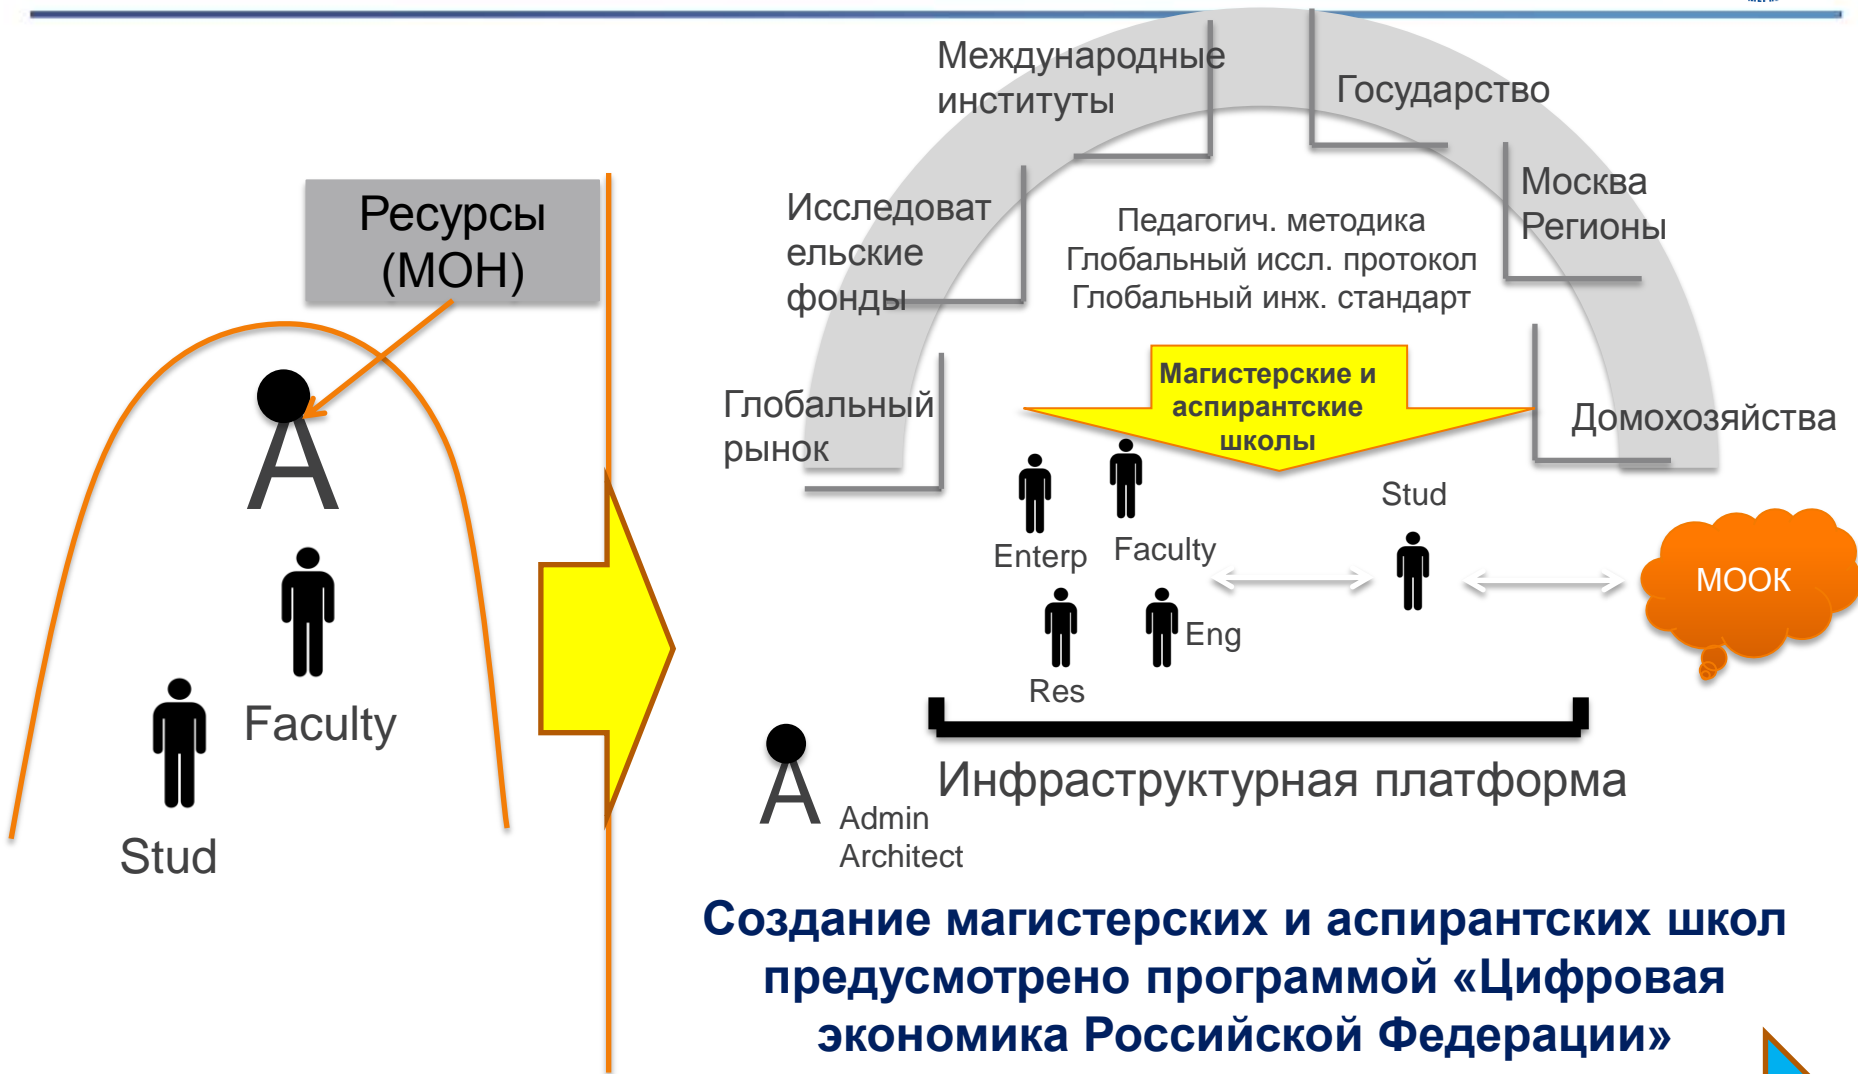 Ресурсы
(МОН)
Faculty
Stud
Международные
институты
Государство
Исследоват
ельские
фонды
Москва
Регионы
Педагогич. методика
Глобальный иссл. протокол
Глобальный инж. стандарт
Глобальный
рынок
Магистерские и
аспирантские
школы
Домохозяйства
Stud
Enterp
Faculty
МООК
Eng
Res
Инфраструктурная платформа
Admin
Architect
Создание магистерских и аспирантских школ
предусмотрено программой «Цифровая
экономика Российской Федерации»